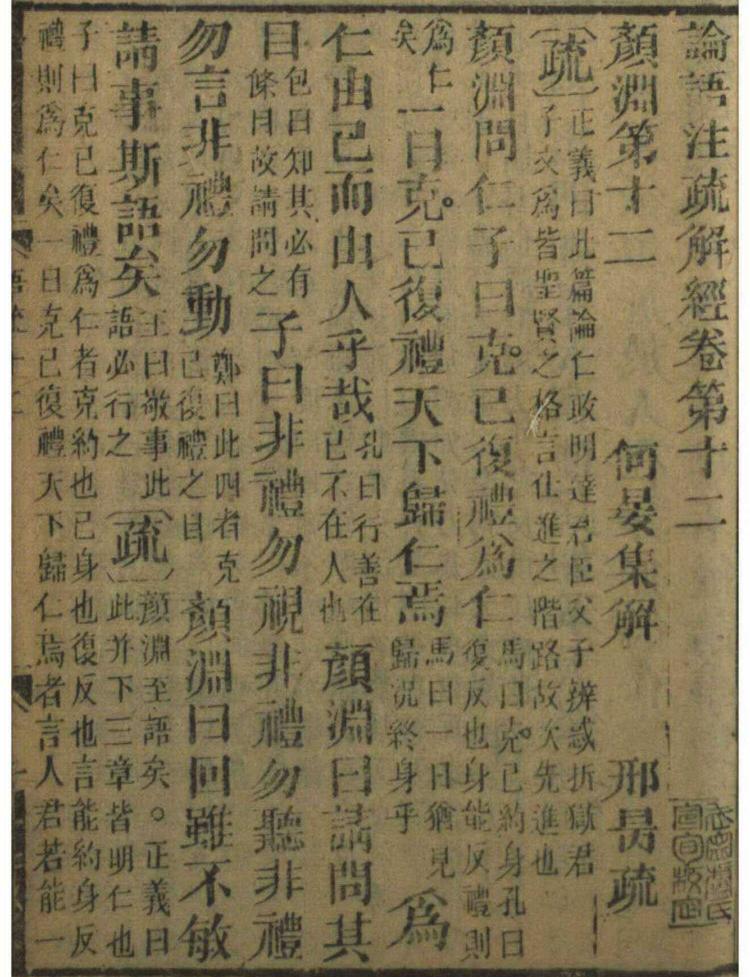 論語注疏解經卷第十二
顏淵第十二 何晏集解 邢昺疏
疏 正義曰此篇論仁政明達君臣父子辨惑折獄君子文爲皆聖賢之格言仕進之階路故次先進也
顏淵問仁子曰克己復禮爲仁 馬曰克己約身孔曰復反也身能反禮則
爲仁矣 一日克己復禮天下歸仁焉 馬曰一日猶見歸況終身乎 爲
仁由己而由人乎哉 孔曰行善在己不在人也 顏淵曰請問其
目 包曰知其必有條目故請問之 子曰非禮勿視非禮勿聽非禮
勿言非禮勿動 鄭曰此四者克己復禮之目 顏淵曰回雖不敏
請事斯語矣 王曰敬事此語必行之 疏 顏淵至語矣。正義曰此并下三章皆明仁也
子曰克己復禮爲仁者克約也己身也復反也言能約身反
禮則爲仁矣一日克己復禮天下歸仁焉者言人君若能一